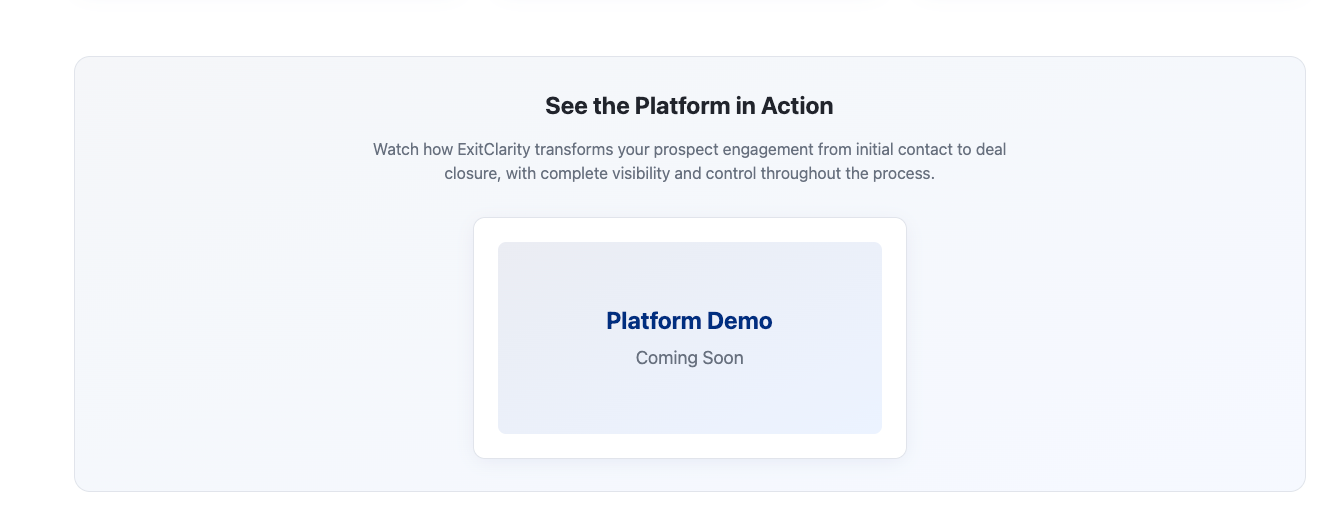 See the Platform in Action
Watch how ExitClarity transforms your prospect engagement from initial contact to deal
closure, with complete visibility and control throughout the process.
Platform Demo
Coming Soon